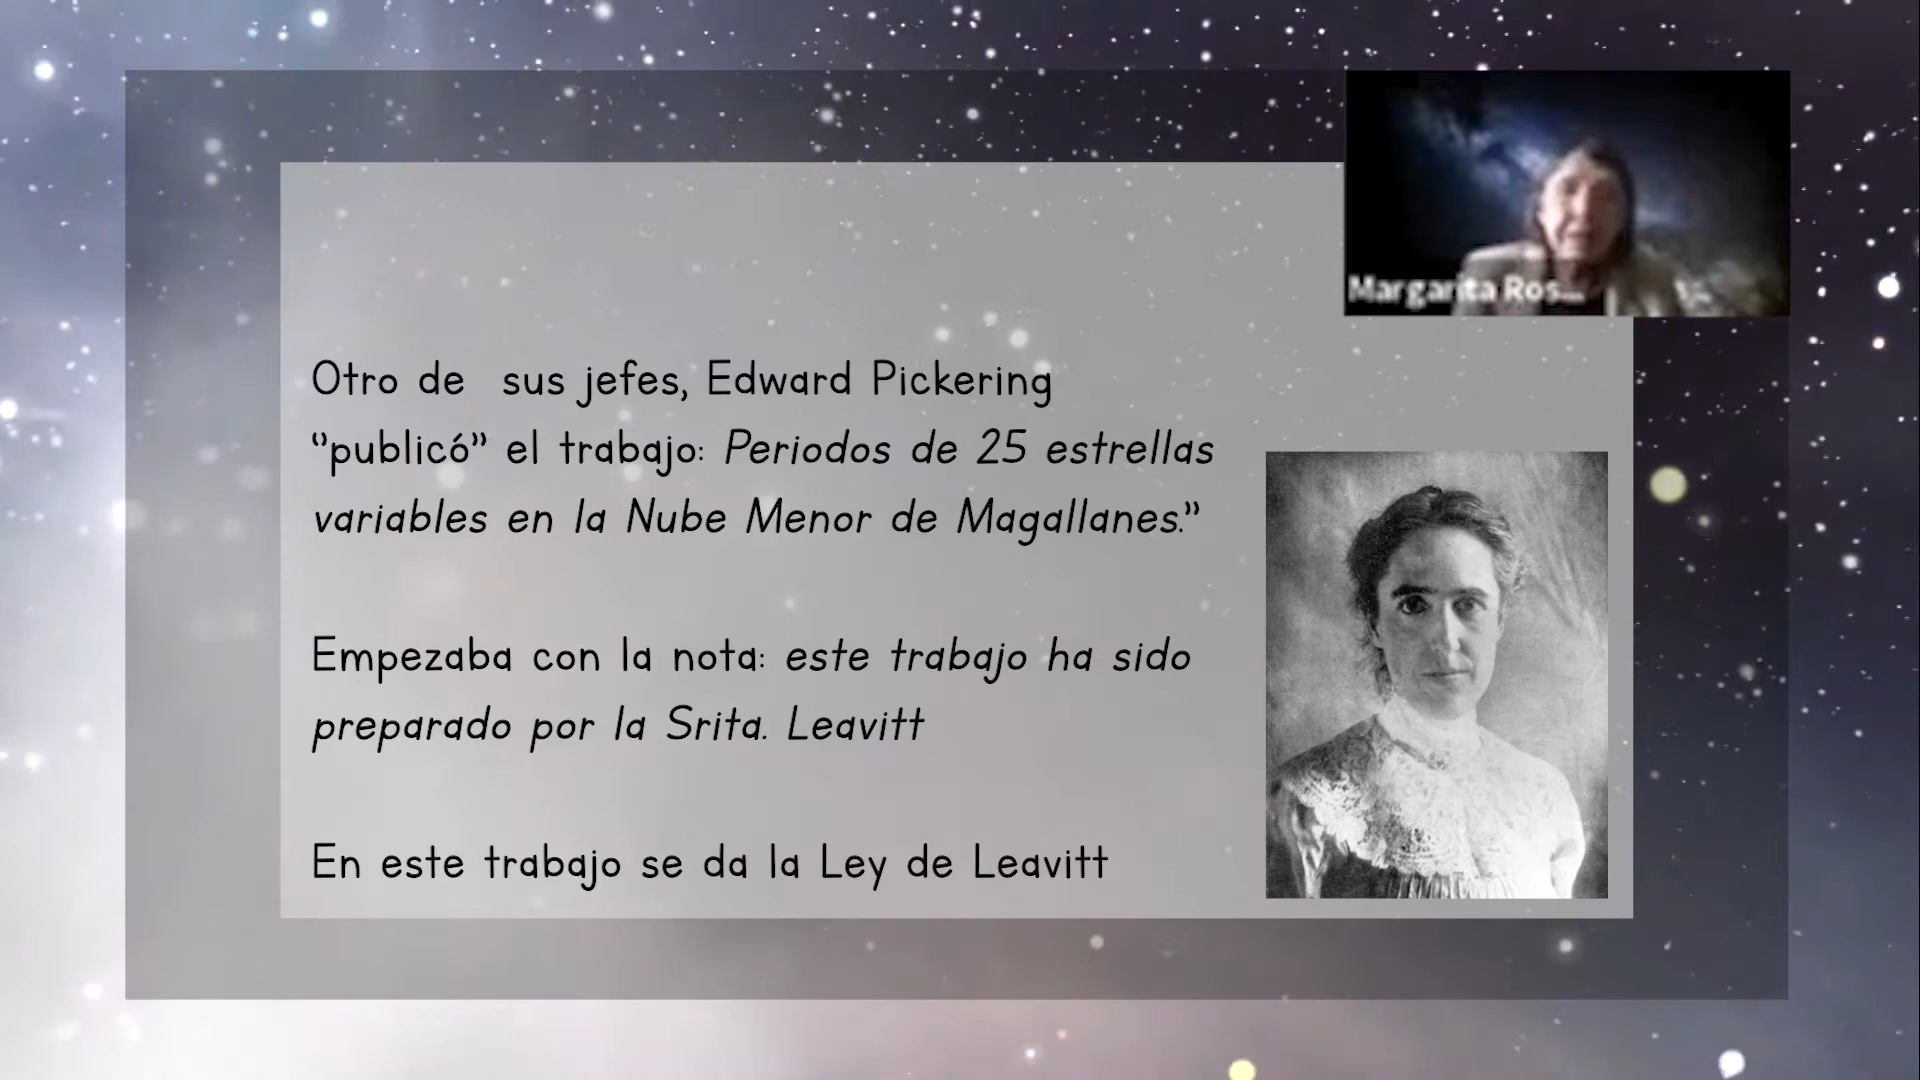 Margarita Ros...
Otro de sus jefes, Edward Pickering
“publicó” el trabajo: Periodos de 25 estrellas
variables en la Nube Menor de Magallanes.”
Empezaba con la nota: este trabajo ha sido
preparado por la Srita. Leavitt
En este trabajo se da la Ley de Leavitt